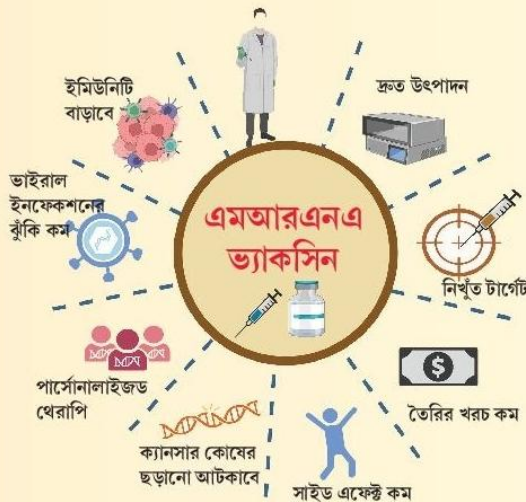 এমআরএনএ
ভ্যাকসিন
দ্রুত উৎপাদন
নিখুঁত টার্গেট
$
তৈরির খরচ কম
সাইড এফেক্ট কম
ক্যানসার কোষের
ছড়ানো আটকাবে
পার্সোনালাইজড
থেরাপি
ভাইরাল
ইনফেকশনের
ঝুঁকি কম
ইমিউনিটি
বাড়াবে